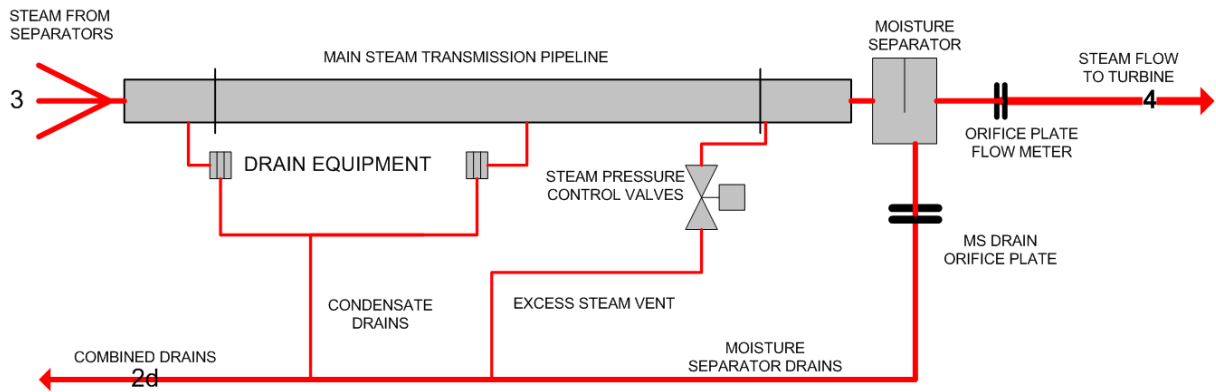 STEAM FROM
SEPARATORS
3
MAIN STEAM TRANSMISSION PIPELINE
MOISTURE
SEPARATOR
STEAM FLOW
TO TURBINE
4
ORIFICE PLATE
FLOW METER
DRAIN EQUIPMENT
STEAM PRESSURE
CONTROL VALVES
MS DRAIN
ORIFICE PLATE
CONDENSATE
DRAINS
EXCESS STEAM VENT
COMBINED DRAINS
2d
MOISTURE
SEPARATOR DRAINS